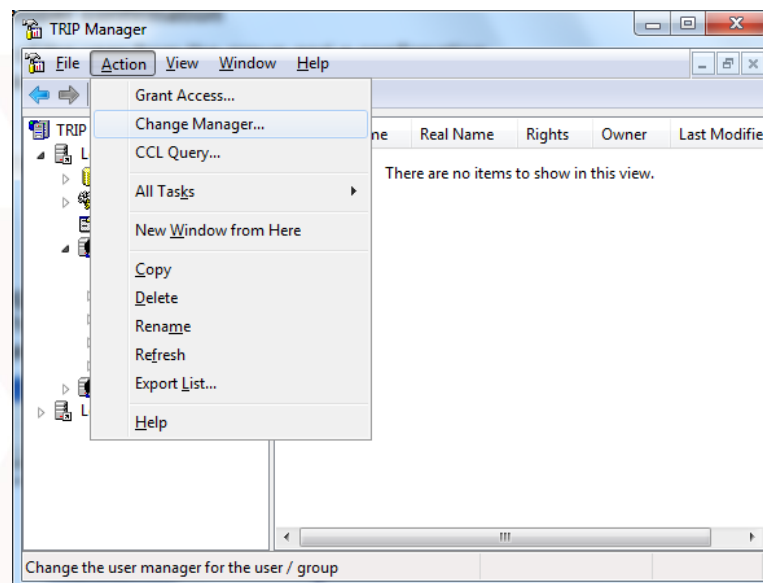 TRIP Manager
File Action View Window Help
Grant Access...
Change Manager...
CCL Query...
All Tasks
New Window from Here
Copy
Delete
Rename
Refresh
Export List...
Help
TRIP
L
L
me Real Name Rights Owner Last Modifie
There are no items to show in this view.
Change the user manager for the user / group